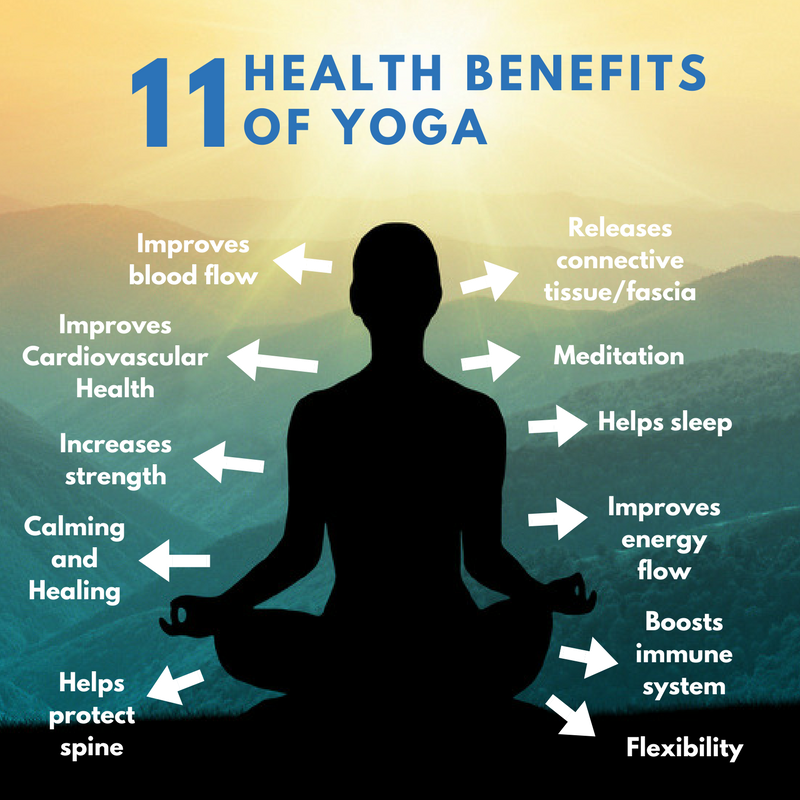 11 HEALTH BENEFITS
OF YOGA
Improves
blood flow
Improves
Cardiovascular
Health
Increases
strength
Calming
and
Healing
Helps
protect
spine
Releases
connective
tissue/fascia
Meditation
Helps sleep
Improves
energy
flow
Boosts
immune
system
Flexibility